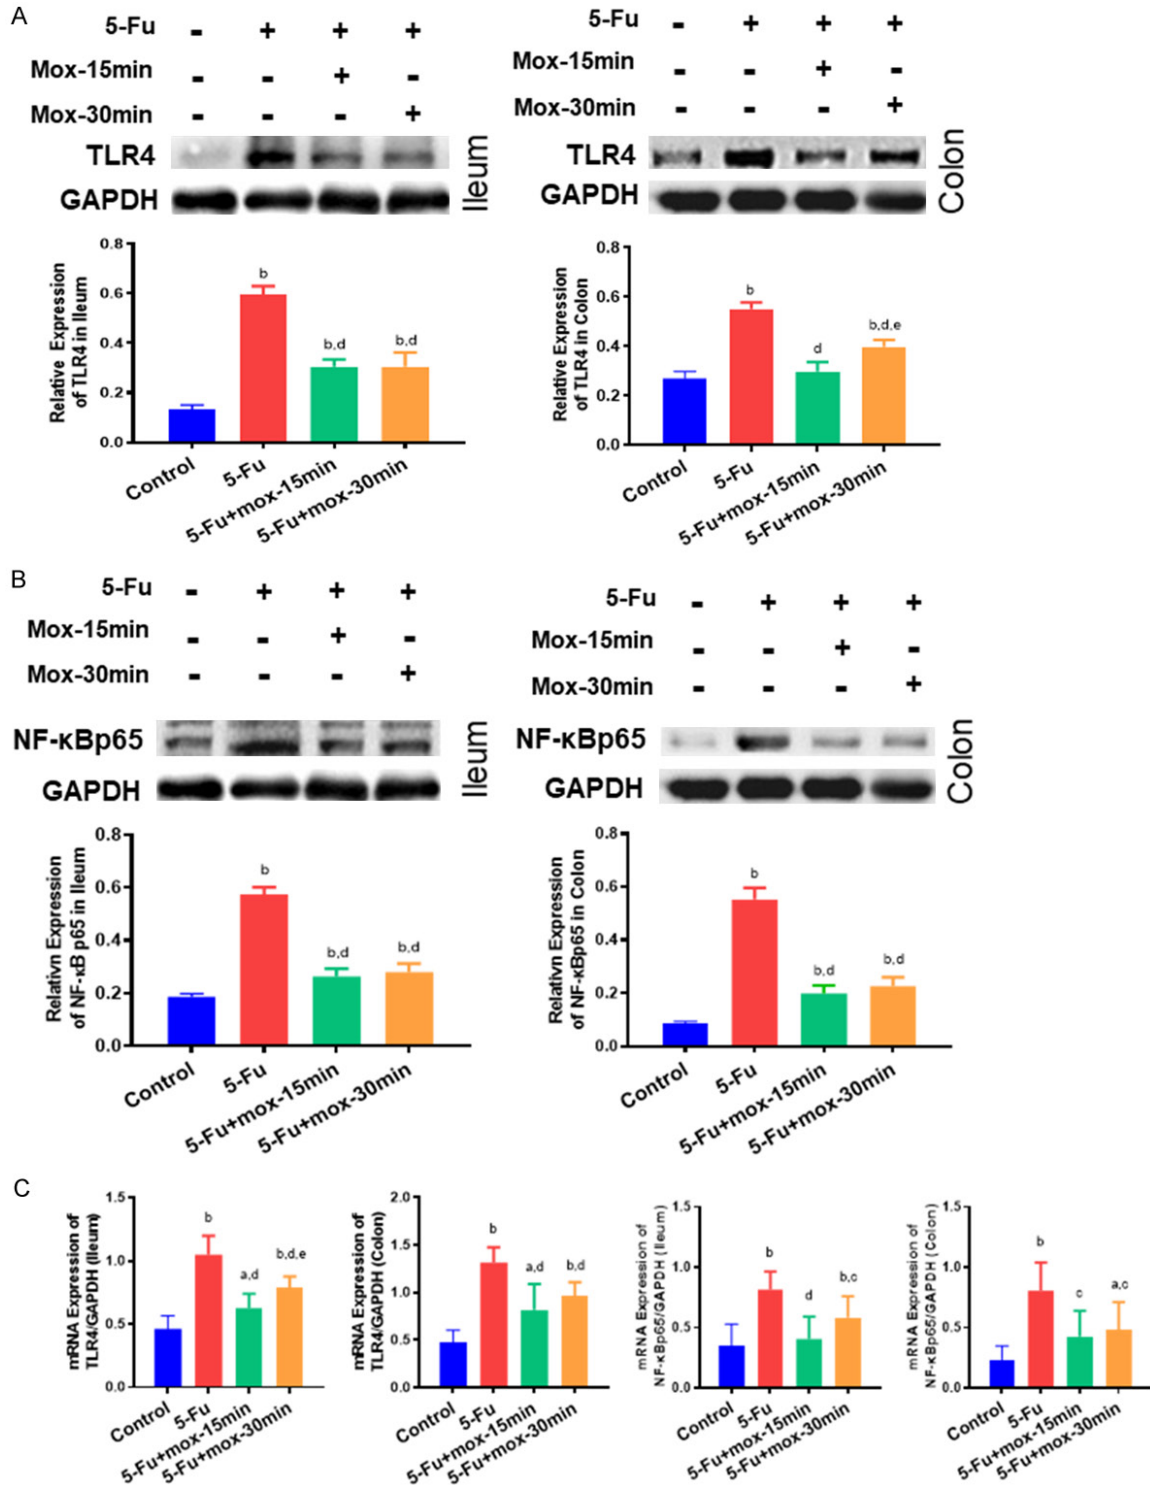 A
5-Fu - + + +
Mox-15min - - + -
Mox-30min - - - +
TLR4
GAPDH
Ileum
0.8
0.6
0.4
0.2
0.0
Relative Expression
of TLR4 in Ileum
b
b,d
b,d
Control
5-Fu
5-Fu+mox-15min
5-Fu+mox-30min
5-Fu - + + +
Mox-15min - - + -
Mox-30min - - - +
TLR4
GAPDH
Colon
0.8
0.6
0.4
0.2
0.0
Relative Expression
of TLR4 in Colon
b
d
b,d,e
Control
5-Fu
5-Fu+mox-15min
5-Fu+mox-30min
B
5-Fu - + + +
Mox-15min - - + -
Mox-30min - - - +
NF-κBp65
GAPDH
Ileum
0.8
0.6
0.4
0.2
0.0
Relativn Expression
of NF-κB p65 in Ileum
b
b,d
b,d
Control
5-Fu
5-Fu+mox-15min
5-Fu+mox-30min
5-Fu - + + +
Mox-15min - - + -
Mox-30min - - - +
NF-κBp65
GAPDH
Colon
0.8
0.6
0.4
0.2
0.0
Relativn Expression
of NF-κBp65 in Colon
b
b,d
b,d
Control
5-Fu
5-Fu+mox-15min
5-Fu+mox-30min
C
1.5
1.0
0.5
0.0
mRNA Expression of
TLR4/GAPDH (Ileum)
b
a,d
b,d,e
Control
5-Fu
5-Fu+mox-15min
5-Fu+mox-30min
2.0
1.5
1.0
0.5
0.0
mRNA Expression of
TLR4/GAPDH (Colon)
b
a,d
b,d
Control
5-Fu
5-Fu+mox-15min
5-Fu+mox-30min
1.5
1.0
0.5
0.0
mRNA Expression of
NF-κBp65/GAPDH (Ileum)
b
d
b,c
Control
5-Fu
5-Fu+mox-15min
5-Fu+mox-30min
1.5
1.0
0.5
0.0
mRNA Expression of
NF-κBp65/GAPDH (Colon)
b
c
a,c
Control
5-Fu
5-Fu+mox-15min
5-Fu+mox-30min